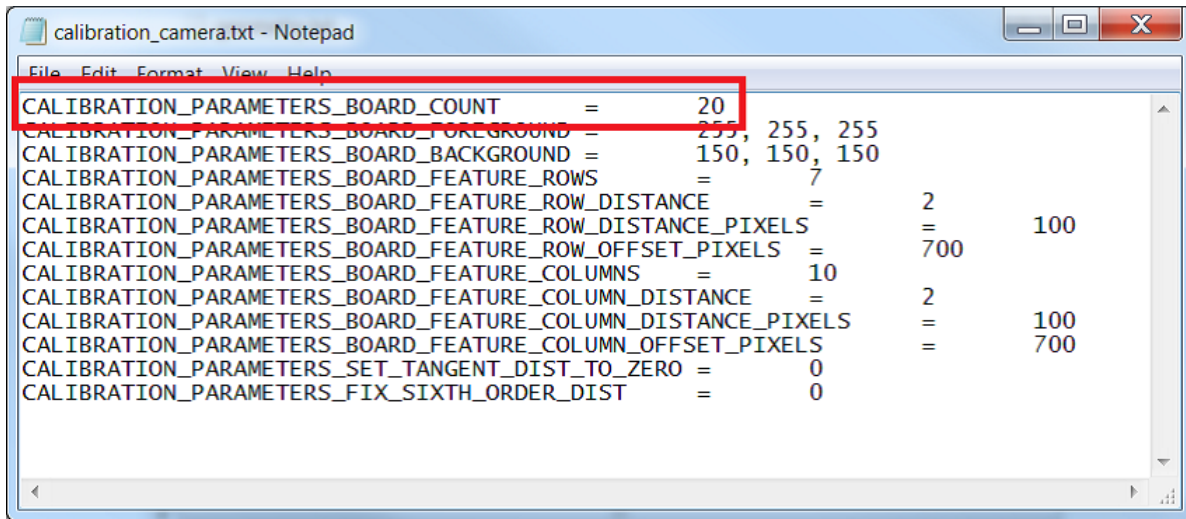 calibration_camera.txt - Notepad
File Edit Format View Help
CALIBRATION_PARAMETERS_BOARD_COUNT = 20
CALIBRATION_PARAMETERS_BOARD_FOREGROUND = 255, 255, 255
CALIBRATION_PARAMETERS_BOARD_BACKGROUND = 150, 150, 150
CALIBRATION_PARAMETERS_BOARD_FEATURE_ROWS = 7
CALIBRATION_PARAMETERS_BOARD_FEATURE_ROW_DISTANCE = 2
CALIBRATION_PARAMETERS_BOARD_FEATURE_ROW_DISTANCE_PIXELS = 100
CALIBRATION_PARAMETERS_BOARD_FEATURE_ROW_OFFSET_PIXELS = 700
CALIBRATION_PARAMETERS_BOARD_FEATURE_COLUMNS = 10
CALIBRATION_PARAMETERS_BOARD_FEATURE_COLUMN_DISTANCE = 2
CALIBRATION_PARAMETERS_BOARD_FEATURE_COLUMN_DISTANCE_PIXELS = 100
CALIBRATION_PARAMETERS_BOARD_FEATURE_COLUMN_OFFSET_PIXELS = 700
CALIBRATION_PARAMETERS_SET_TANGENT_DIST_TO_ZERO = 0
CALIBRATION_PARAMETERS_FIX_SIXTH_ORDER_DIST = 0